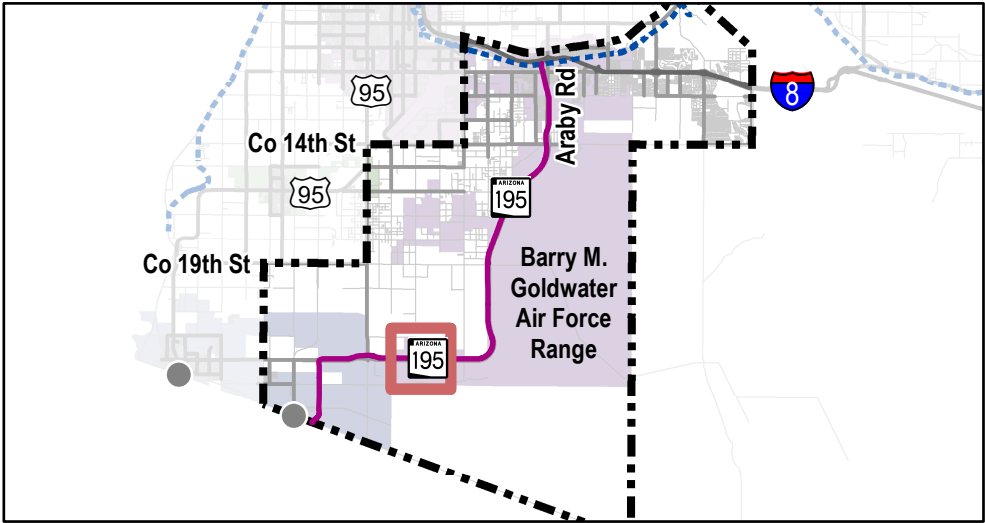 95
8
Araby Rd
Co 14th St
95
ARIZONA
195
Co 19th St
Barry M.
Goldwater
Air Force
Range
ARIZONA
195